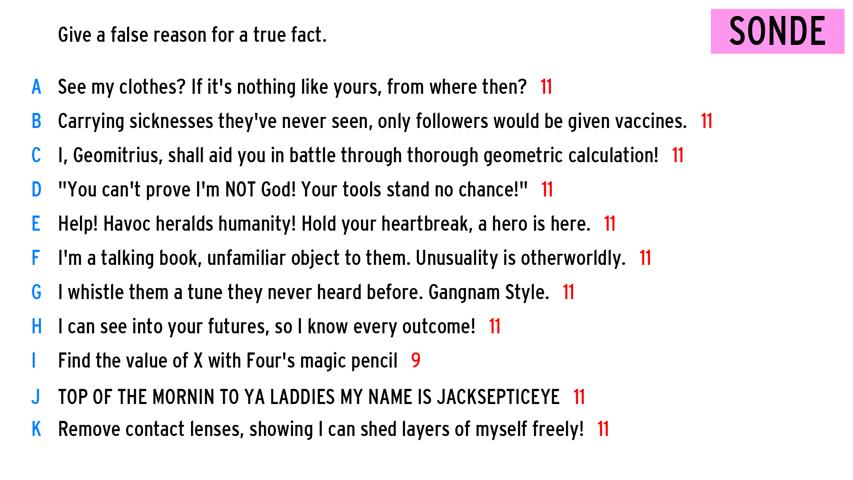 Give a false reason for a true fact.
SONDE
A See my clothes? If it's nothing like yours, from where then? 11
B Carrying sicknesses they've never seen, only followers would be given vaccines. 11
C I, Geomitrius, shall aid you in battle through thorough geometric calculation! 11
D "You can't prove I'm NOT God! Your tools stand no chance!" 11
E Help! Havoc heralds humanity! Hold your heartbreak, a hero is here. 11
F I'm a talking book, unfamiliar object to them. Unusuality is otherworldly. 11
G I whistle them a tune they never heard before. Gangnam Style. 11
H I can see into your futures, so I know every outcome! 11
I Find the value of X with Four's magic pencil 9
J TOP OF THE MORNIN TO YA LADDIES MY NAME IS JACKSEPTICEYE 11
K Remove contact lenses, showing I can shed layers of myself freely! 11